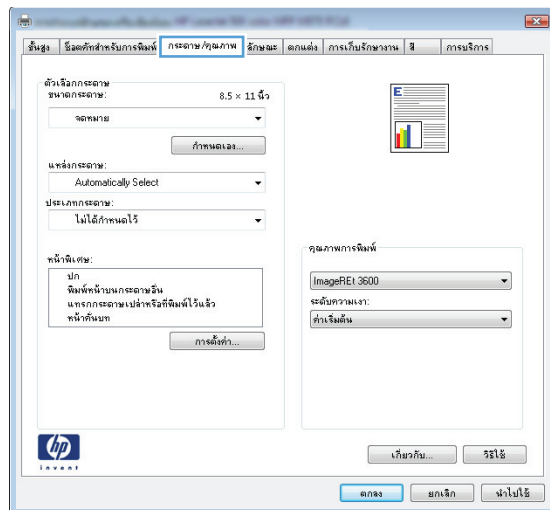 HP LaserJet 500 color MFP M575 PCL6
ขั้นสูง ช็อตคัทสำหรับการพิมพ์ กระดาษ/คุณภาพ ลักษณะ ตกแต่ง การเก็บรักษางาน สี การบริการ
ตัวเลือกกระดาษ
ขนาดกระดาษ: 8.5 × 11 นิ้ว
จดหมาย
กำหนดเอง...
แหล่งกระดาษ:
Automatically Select
ประเภทกระดาษ:
ไม่ได้กำหนดไว้
หน้าพิเศษ:
ปก
พิมพ์หน้าบนกระดาษอื่น
แทรกกระดาษเปล่าหรือที่พิมพ์ไว้แล้ว
หน้าคั่นบท
การตั้งค่า...
E
คุณภาพการพิมพ์
ImageREt 3600
ระดับความเงา:
ค่าเริ่มต้น
hp
invent
เกี่ยวกับ... วิธีใช้
ตกลง ยกเลิก นำไปใช้